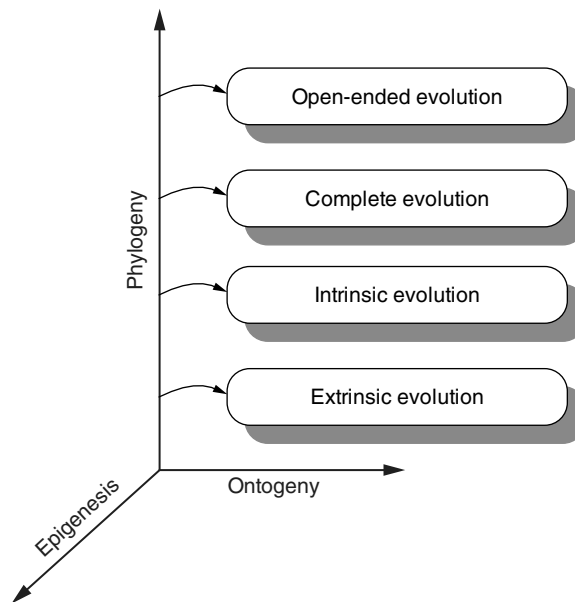 Open-ended evolution
Complete evolution
Phylogeny
Intrinsic evolution
Extrinsic evolution
Ontogeny
Epigenesis